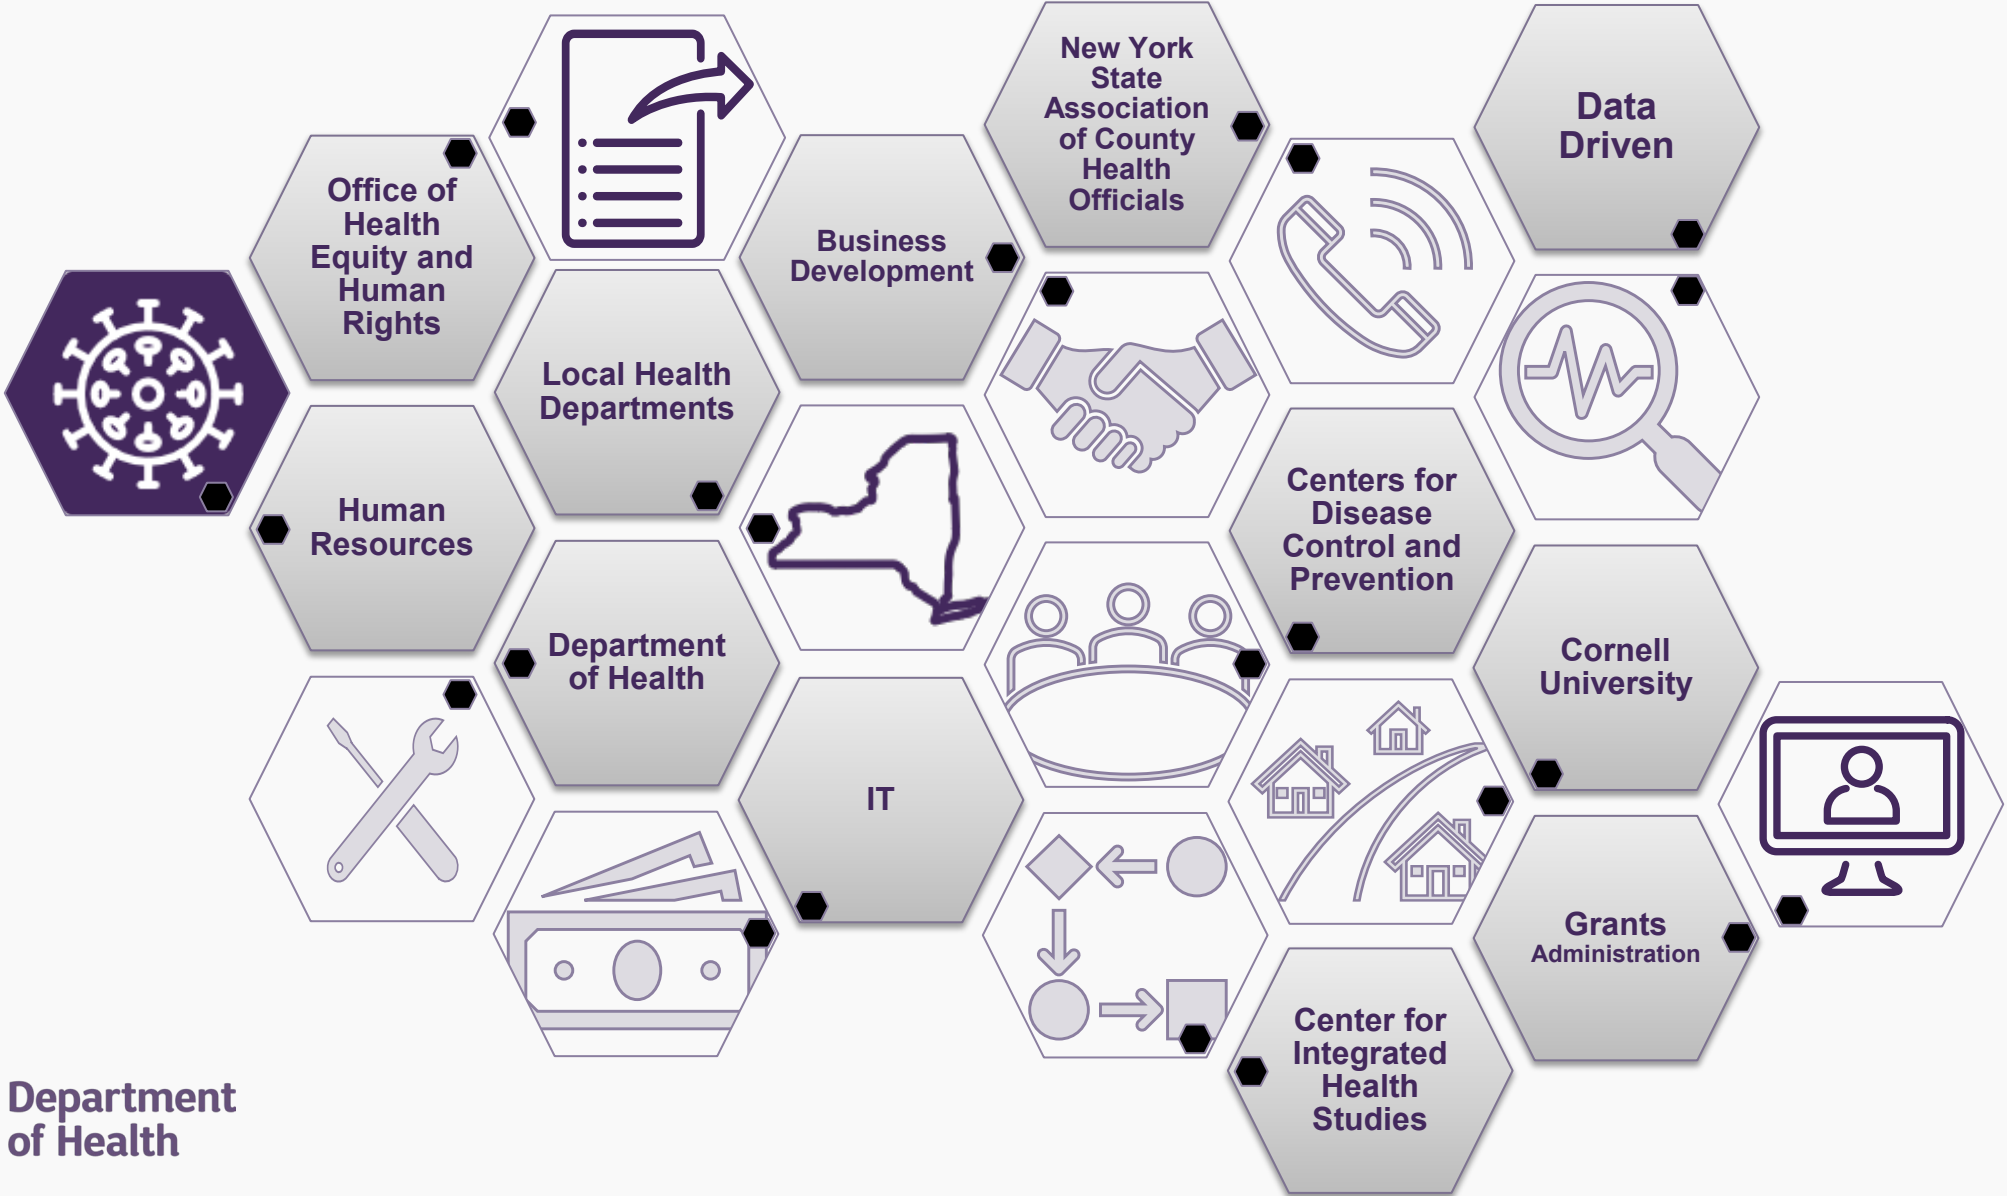 Office of
Health
Equity and
Human
Rights
Human
Resources
Local Health
Departments
Department
of Health
Business
Development
IT
New York
State
Association
of County
Health
Officials
Centers for
Disease
Control and
Prevention
Center for
Integrated
Health
Studies
Data
Driven
Cornell
University
Grants
Administration
Department
of Health